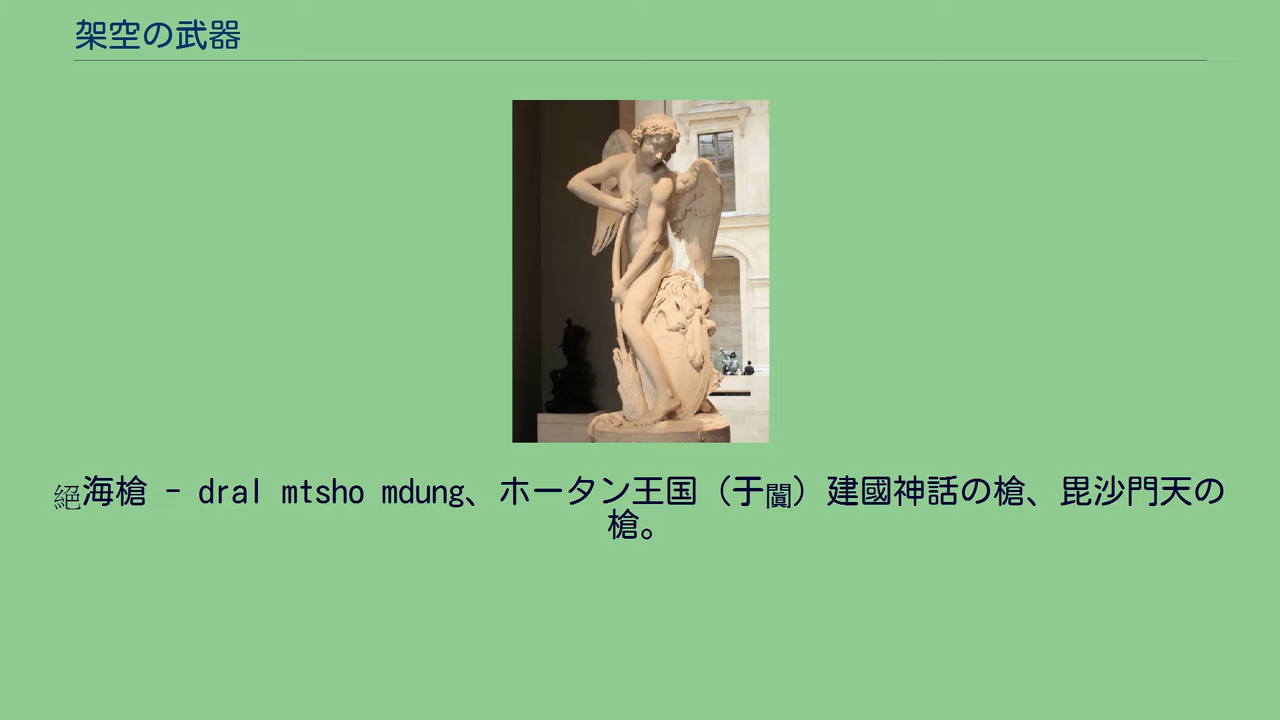 架空の武器
絕海槍 - dral mtsho mdung、ホータン王国（于闐）建國神話の槍、毘沙門天の
槍。